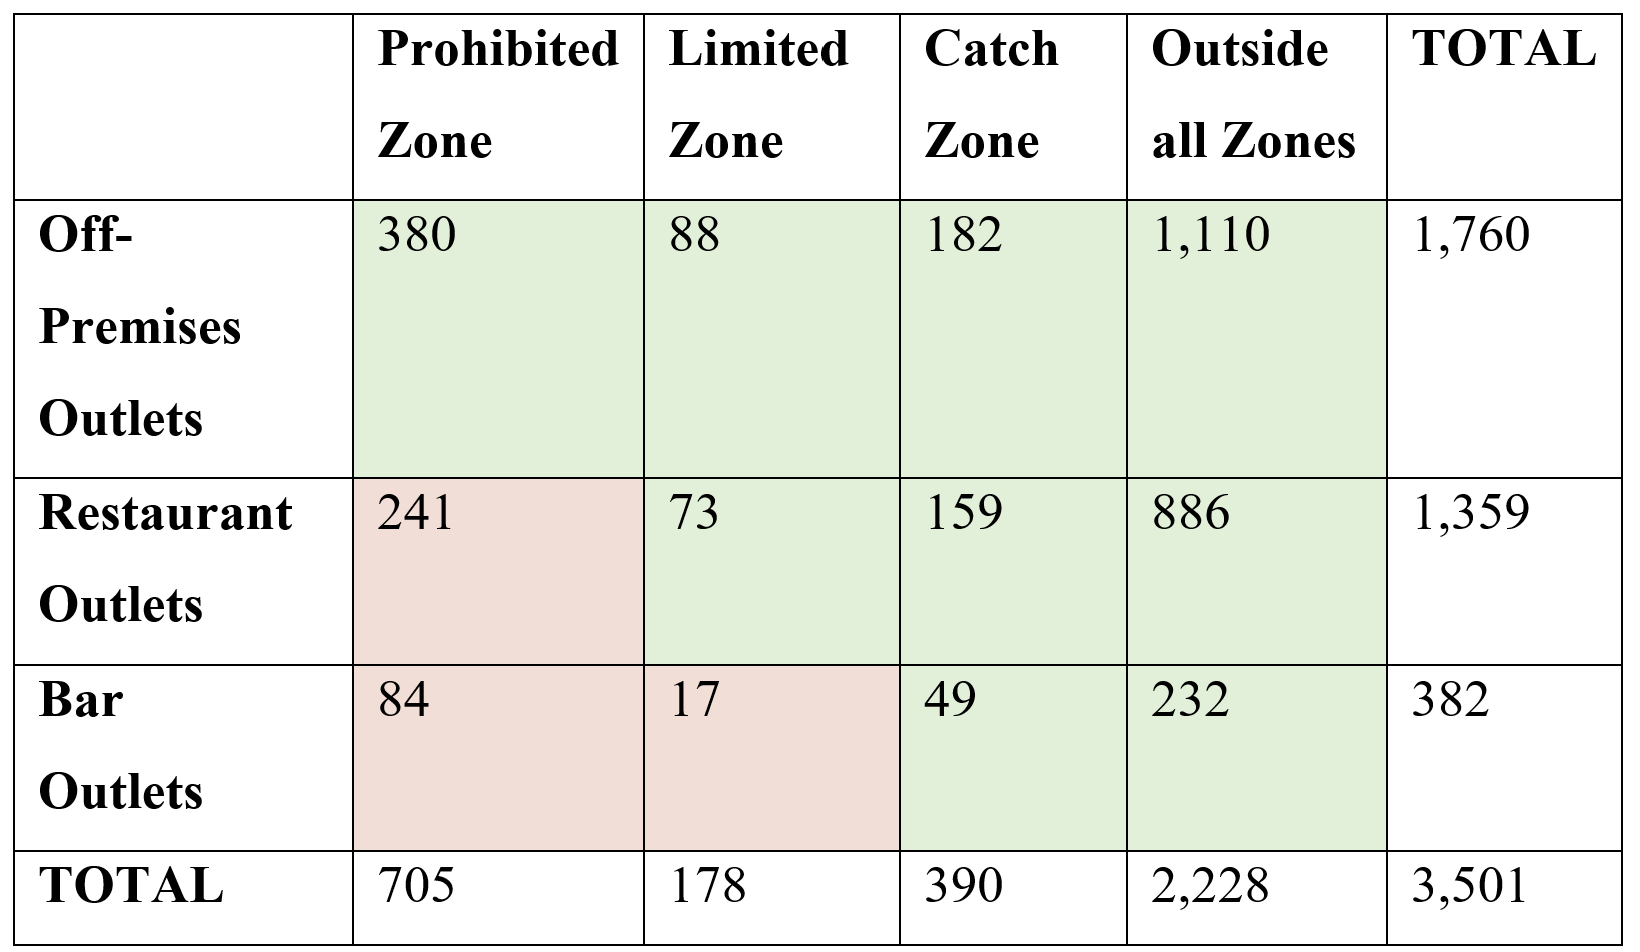 Prohibited Limited Catch Outside TOTAL
Zone Zone Zone all Zones
Off- 380 88 182 1,110 1,760
Premises
Outlets
Restaurant 241 73 159 886 1,359
Outlets
Bar 84 17 49 232 382
Outlets
TOTAL 705 178 390 2,228 3,501